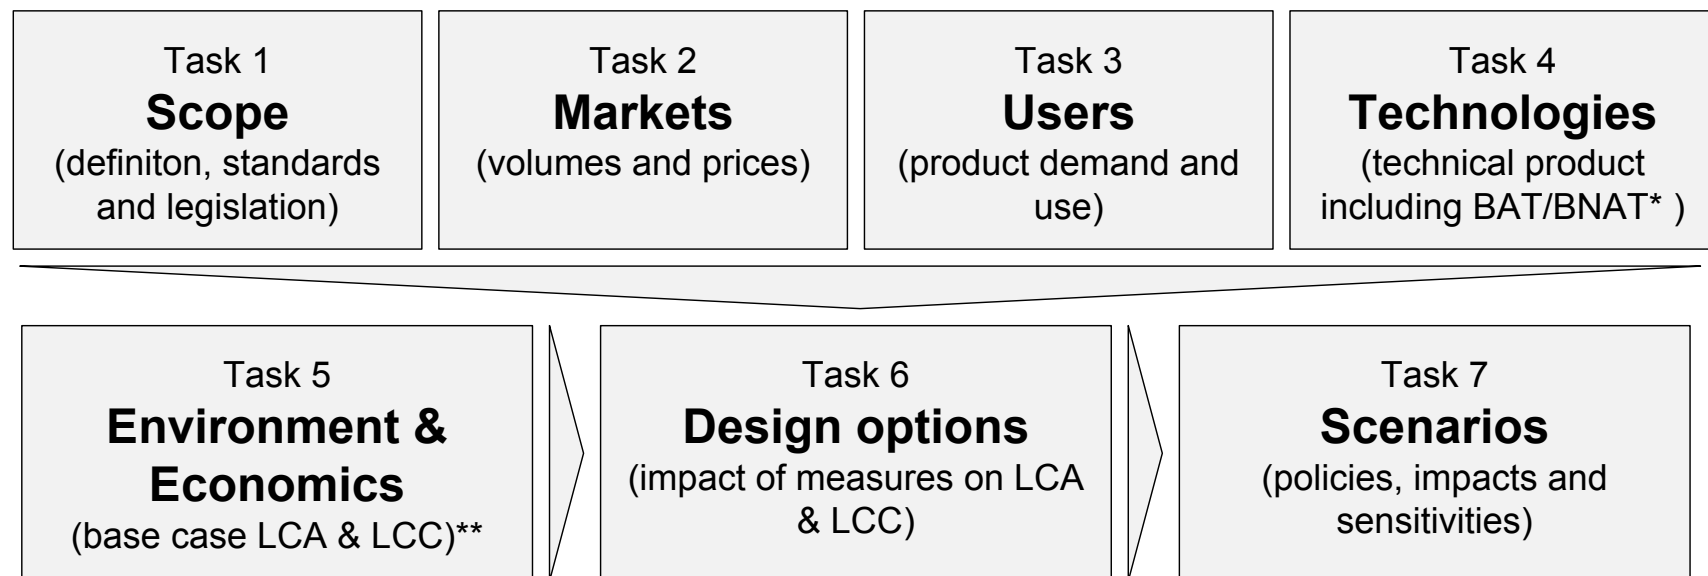 Task 1
Scope
(definiton, standards
and legislation)
Task 2
Markets
(volumes and prices)
Task 3
Users
(product demand and
use)
Task 4
Technologies
(technical product
including BAT/BNAT* )
Task 5
Environment &
Economics
(base case LCA & LCC)**
Task 6
Design options
(impact of measures on LCA
& LCC)
Task 7
Scenarios
(policies, impacts and
sensitivities)